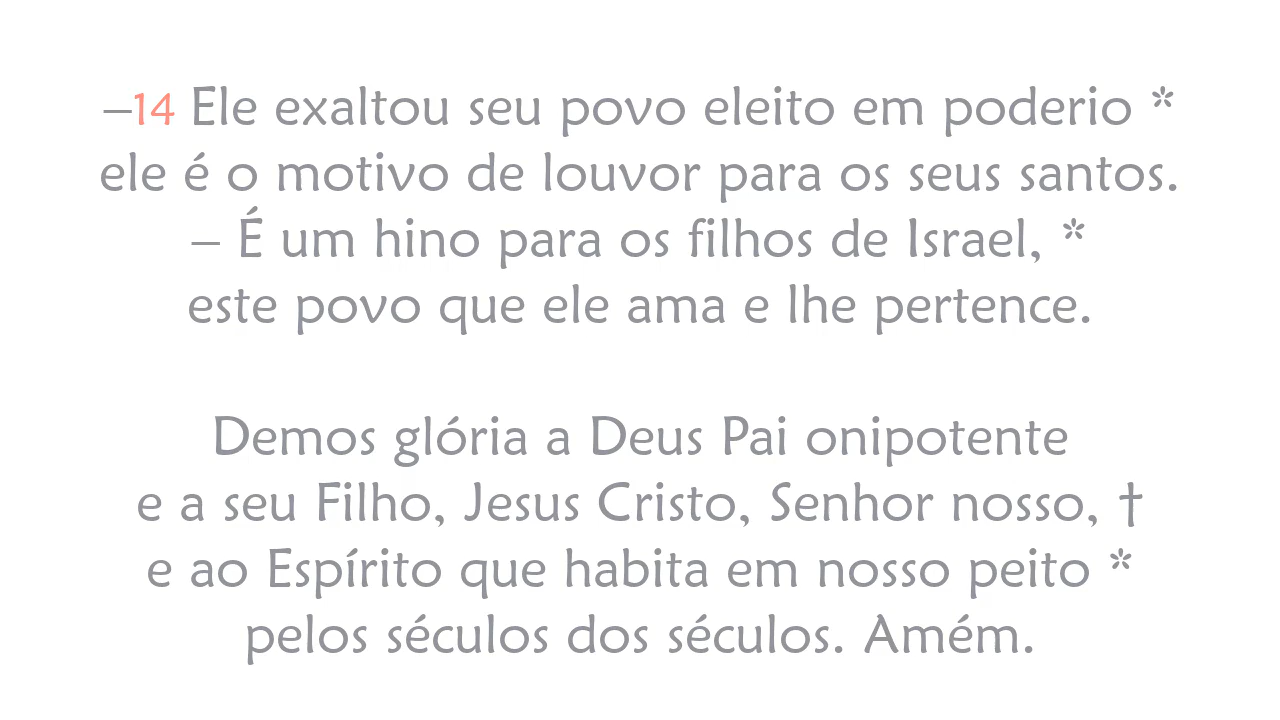 –14 Ele exaltou seu povo eleito em poderio *
ele é o motivo de louvor para os seus santos.
– É um hino para os filhos de Israel, *
este povo que ele ama e lhe pertence.
Demos glória a Deus Pai onipotente
e a seu Filho, Jesus Cristo, Senhor nosso, †
e ao Espírito que habita em nosso peito *
pelos séculos dos séculos. Amém.